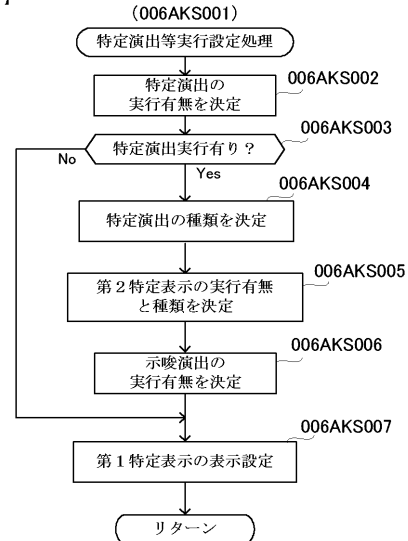 (006AKS001)
特定演出等実行設定処理
特定演出の
実行有無を決定
006AKS002
特定演出実行有り？
006AKS003
No
Yes
特定演出の種類を決定
006AKS004
第２特定表示の実行有無
と種類を決定
006AKS005
示唆演出の
実行有無を決定
006AKS006
第１特定表示の表示設定
006AKS007
リターン